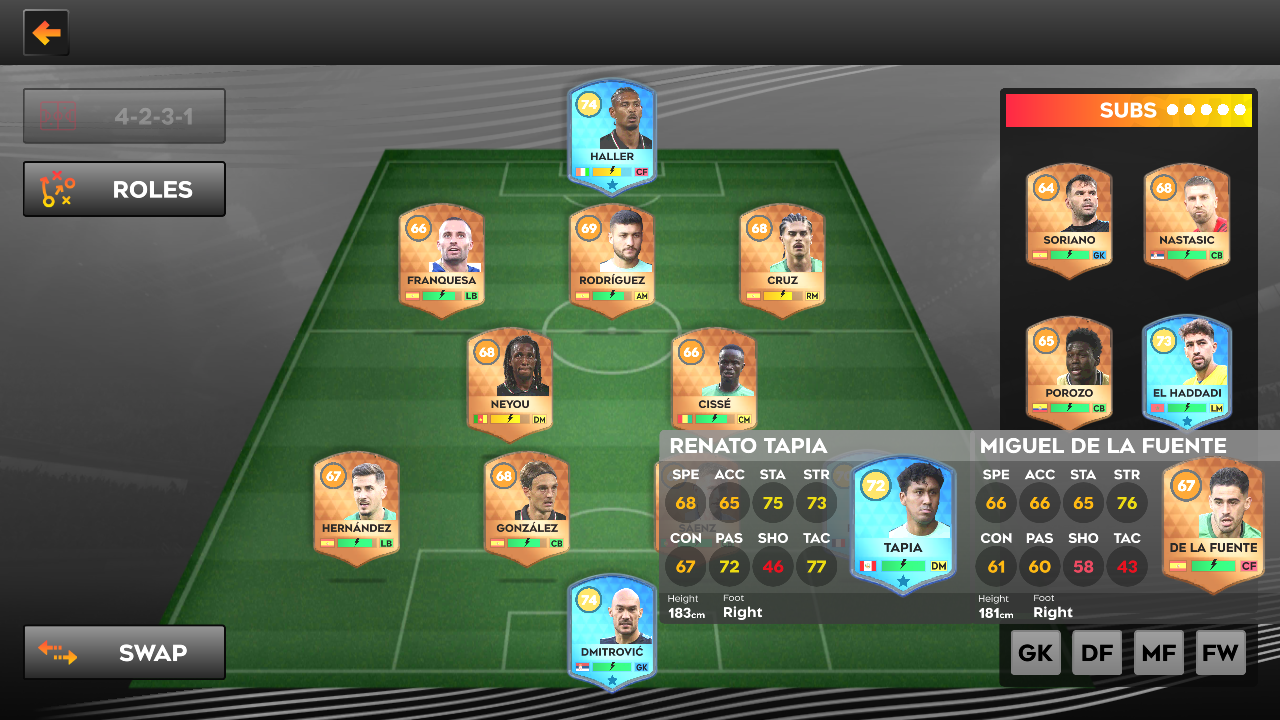 4-2-3-1
ROLES
SWAP
74
HALLER
CF
66
FRANQUESA
LB
69
RODRÍGUEZ
AM
68
CRUZ
RM
68
NEYOU
DM
66
CISSÉ
CM
67
HERNÁNDEZ
LB
68
GONZÁLEZ
CB
SÁENZ
74
DMITROVIĆ
GK
SUBS
64
SORIANO
GK
68
NASTASIC
CB
65
POROZO
CB
73
EL HADDADI
LM
RENATO TAPIA
SPE ACC STA STR
68 65 75 73
CON PAS SHO TAC
67 72 46 77
Height Foot
183cm Right
72
TAPIA
DM
MIGUEL DE LA FUENTE
SPE ACC STA STR
66 66 65 76
CON PAS SHO TAC
61 60 58 43
Height Foot
181cm Right
67
DE LA FUENTE
CF
GK DF MF FW